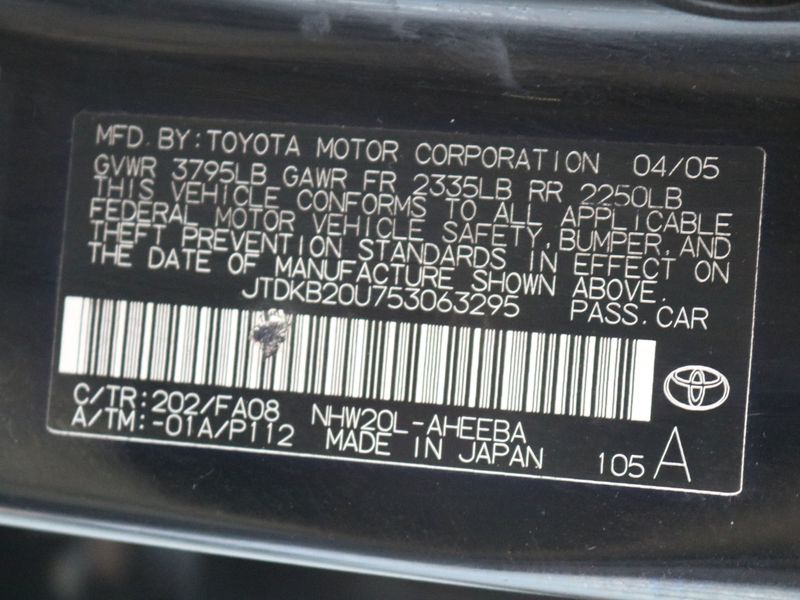 MFD. BY: TOYOTA MOTOR CORPORATION 04/05
GVWR 3795LB GAWR FR 2335LB RR 2250LB
THIS VEHICLE CONFORMS TO ALL APPLICABLE
FEDERAL MOTOR VEHICLE SAFETY, BUMPER, AND
THEFT PREVENTION STANDARDS IN EFFECT ON
THE DATE OF MANUFACTURE SHOWN ABOVE.
JTDKB20U753063295 PASS. CAR
C/TR: 202/FA08 NHW20L-AHEEBA
A/TM: -01A/P112 MADE IN JAPAN 105 A